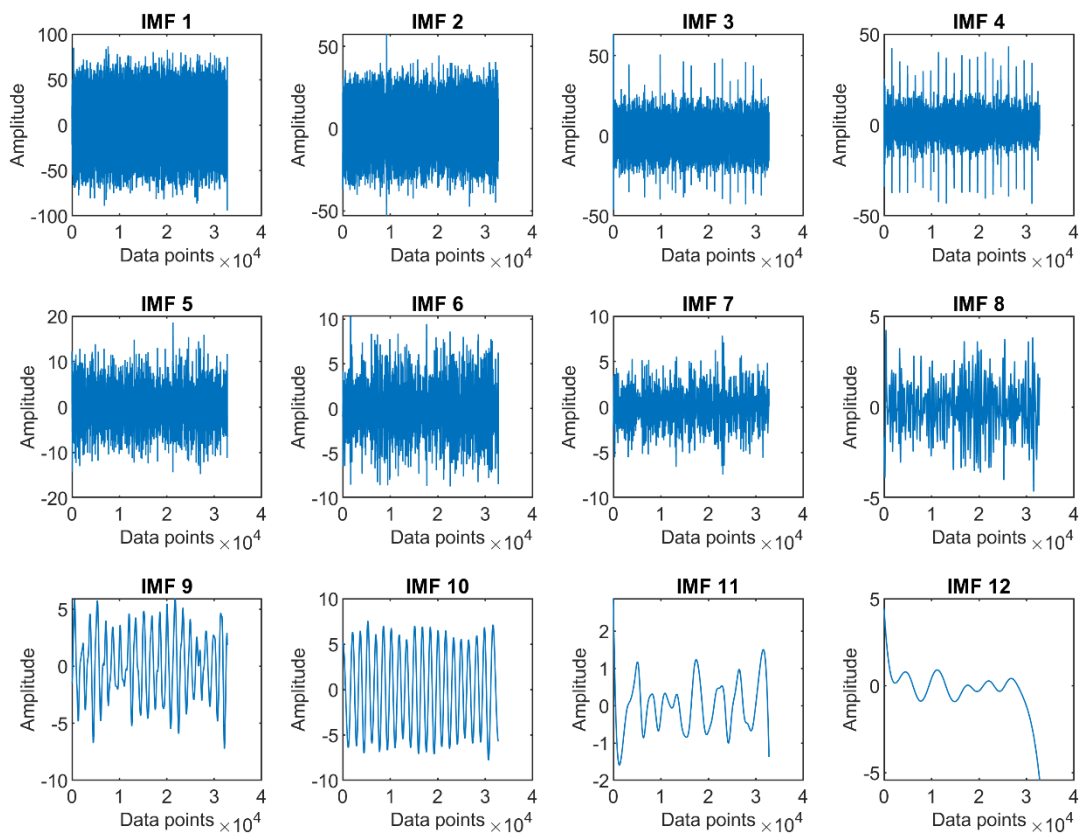 IMF 1
Amplitude
100
50
0
-50
-100
0 1 2 3 4
Data points ×10^4
IMF 2
Amplitude
50
0
-50
0 1 2 3 4
Data points ×10^4
IMF 3
Amplitude
50
0
-50
0 1 2 3 4
Data points ×10^4
IMF 4
Amplitude
50
0
-50
0 1 2 3 4
Data points ×10^4
IMF 5
Amplitude
20
10
0
-10
-20
0 1 2 3 4
Data points ×10^4
IMF 6
Amplitude
10
5
0
-5
-10
0 1 2 3 4
Data points ×10^4
IMF 7
Amplitude
10
5
0
-5
-10
0 1 2 3 4
Data points ×10^4
IMF 8
Amplitude
5
0
-5
0 1 2 3 4
Data points ×10^4
IMF 9
Amplitude
5
0
-5
-10
0 1 2 3 4
Data points ×10^4
IMF 10
Amplitude
10
5
0
-5
-10
0 1 2 3 4
Data points ×10^4
IMF 11
Amplitude
2
1
0
-1
-2
0 1 2 3 4
Data points ×10^4
IMF 12
Amplitude
5
0
-5
0 1 2 3 4
Data points ×10^4